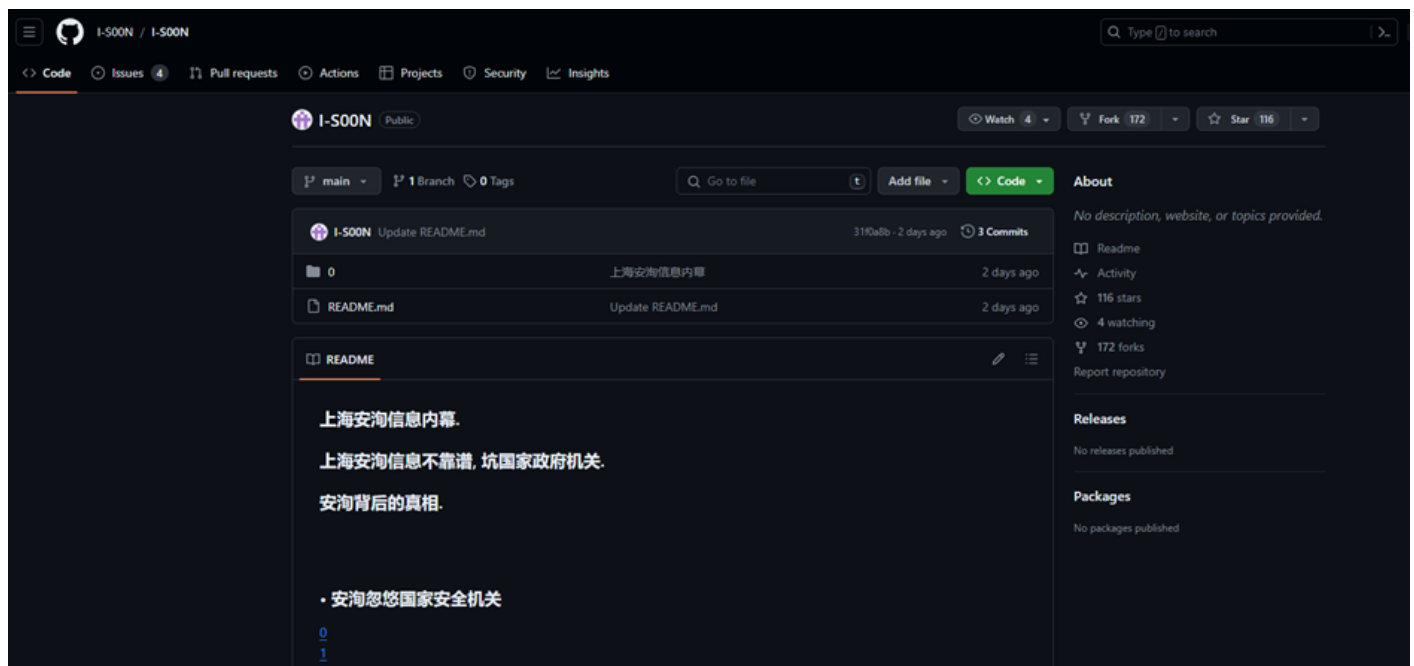 I-S00N / I-S00N
Type / to search
Code
Issues 4
Pull requests
Actions
Projects
Security
Insights
I-S00N Public
Watch 4
Fork 172
Star 116
main
1 Branch
0 Tags
Go to file t
Add file
Code
I-S00N Update README.md
31f0a8b · 2 days ago
3 Commits
0
上海安洵信息内幕
2 days ago
README.md
Update README.md
2 days ago
README
上海安洵信息内幕.
上海安洵信息不靠谱, 坑国家政府机关.
安洵背后的真相.
• 安洵忽悠国家安全机关
0
1
About
No description, website, or topics provided.
Readme
Activity
116 stars
4 watching
172 forks
Report repository
Releases
No releases published
Packages
No packages published